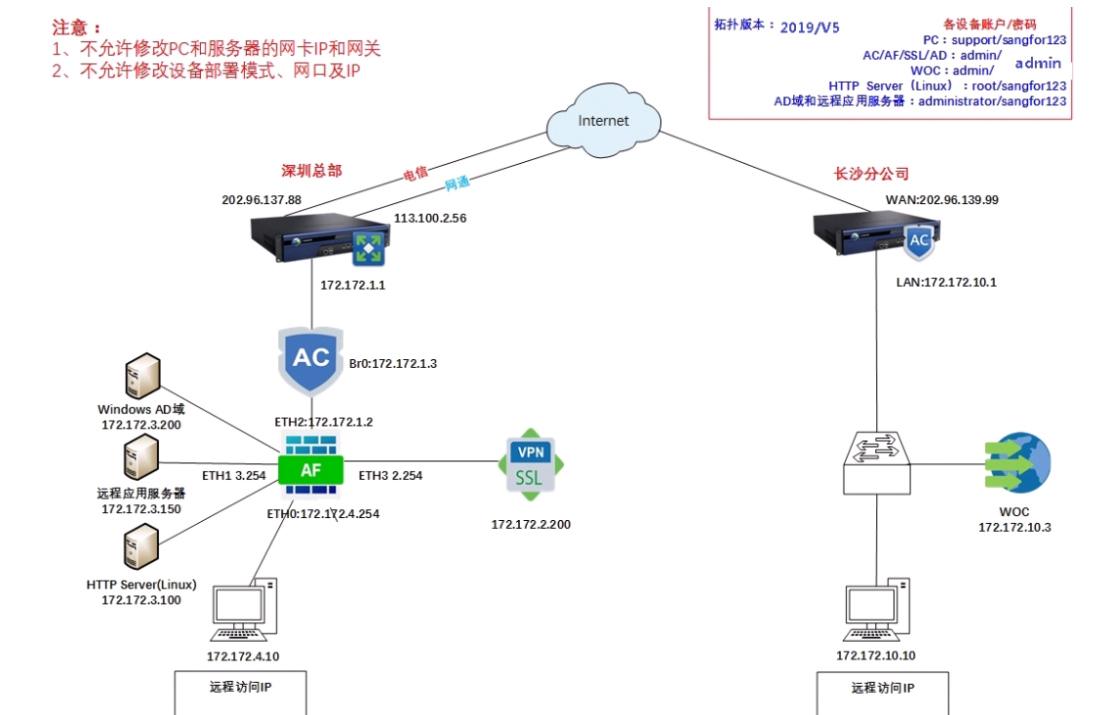 注意：
1、不允许修改PC和服务器的网卡IP和网关
2、不允许修改设备部署模式、网口及IP
拓扑版本：2019/V5
各设备账户/密码
PC：support/sangfor123
AC/AF/SSL/AD：admin/
admin
WOC：admin/
HTTP Server（Linux）：root/sangfor123
AD域和远程应用服务器：administrator/sangfor123
Internet
深圳总部
电信
网通
长沙分公司
202.96.137.88
WAN:202.96.139.99
113.100.2.56
AC
172.172.1.1
LAN:172.172.10.1
AC
Br0:172.172.1.3
Windows AD域
172.172.3.200
ETH2:172.172.1.2
VPN
SSL
AF
ETH1 3.254
ETH3 2.254
远程应用服务器
172.172.3.150
ETH0:172.172.4.254
172.172.2.200
WOC
172.172.10.3
HTTP Server(Linux)
172.172.3.100
172.172.4.10
172.172.10.10
远程访问IP
远程访问IP